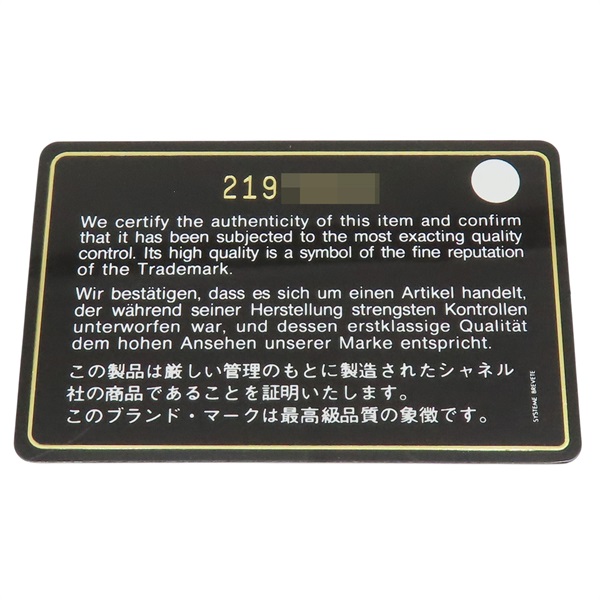 219
We certify the authenticity of this item and confirm
that it has been subjected to the most exacting quality
control. Its high quality is a symbol of the fine reputation
of the Trademark.
Wir bestätigen, dass es sich um einen Artikel handelt,
der während seiner Herstellung strengsten Kontrollen
unterworfen war, und dessen erstklassige Qualität
dem hohen Ansehen unserer Marke entspricht.
この製品は厳しい管理のもとに製造されたシャネル
社の商品であることを証明いたします。
このブランド・マークは最高級品質の象徴です。
SYSTEME BREVETE